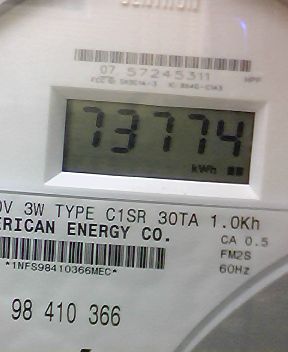 07 57245311
73774
kWh
0V 3W TYPE C1SR 30TA 1.0Kh
ERICAN ENERGY CO.
CA 0.5
FM2S
60Hz
*1NFS98410366MEC*
98 410 366